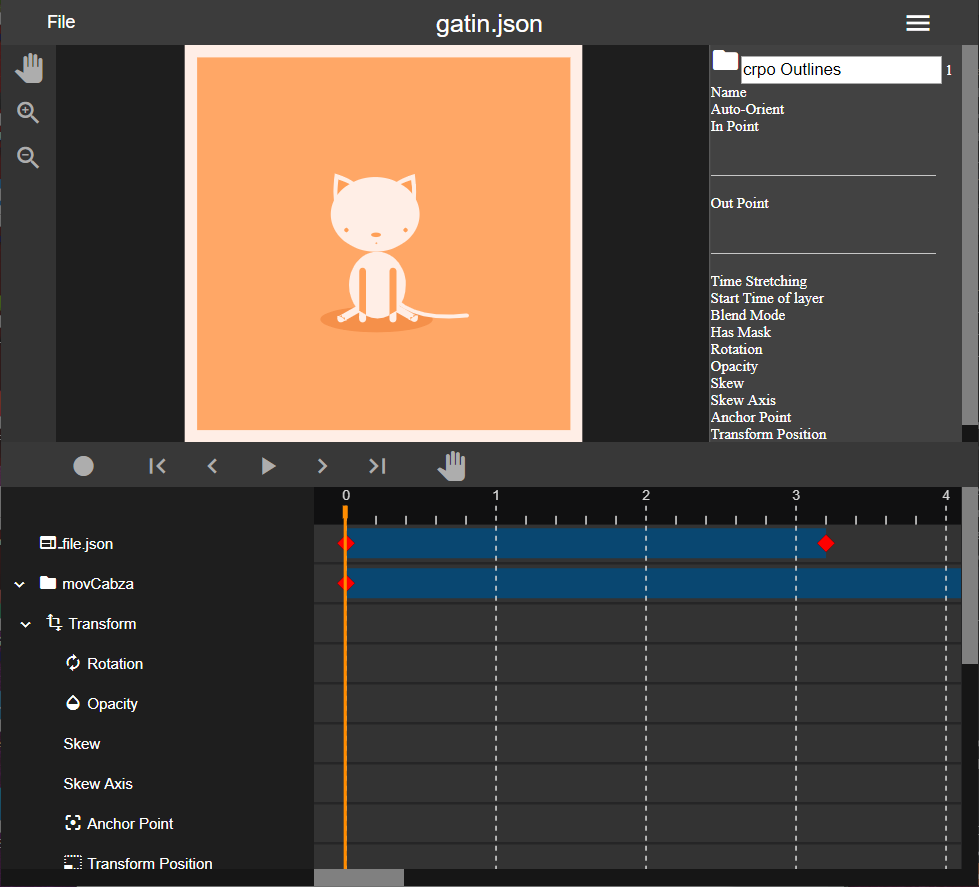 File
gatin.json
crpo Outlines 1
Name
Auto-Orient
In Point
Out Point
Time Stretching
Start Time of layer
Blend Mode
Has Mask
Rotation
Opacity
Skew
Skew Axis
Anchor Point
Transform Position
0 1 2 3 4
file.json
movCabza
Transform
Rotation
Opacity
Skew
Skew Axis
Anchor Point
Transform Position